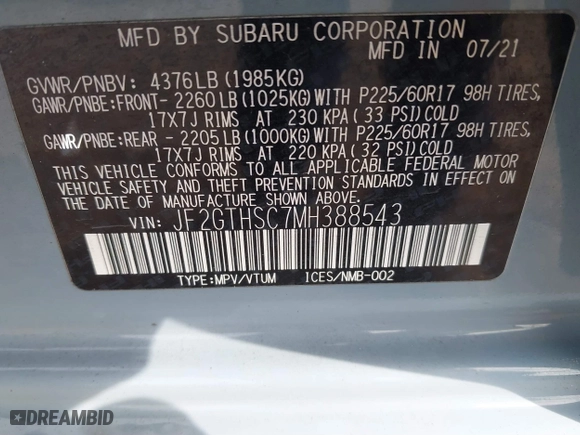 MFD BY SUBARU CORPORATION
MFD IN 07/21
GVWR/PNBV: 4376LB (1985KG)
GAWR/PNBE:FRONT- 2260LB (1025KG) WITH P225/60R17 98H TIRES,
17X7J RIMS AT 230 KPA ( 33 PSI) COLD
GAWR/PNBE:REAR - 2205LB (1000KG) WITH P225/60R17 98H TIRES,
17X7J RIMS AT 220 KPA ( 32 PSI) COLD
THIS VEHICLE CONFORMS TO ALL APPLICABLE FEDERAL MOTOR
VEHICLE SAFETY AND THEFT PREVENTION STANDARDS IN EFFECT ON
THE DATE OF MANUFACTURE SHOWN ABOVE.
VIN: JF2GTHSC7MH388543
TYPE:MPV/VTUM ICES/NMB-002
DREAMBID